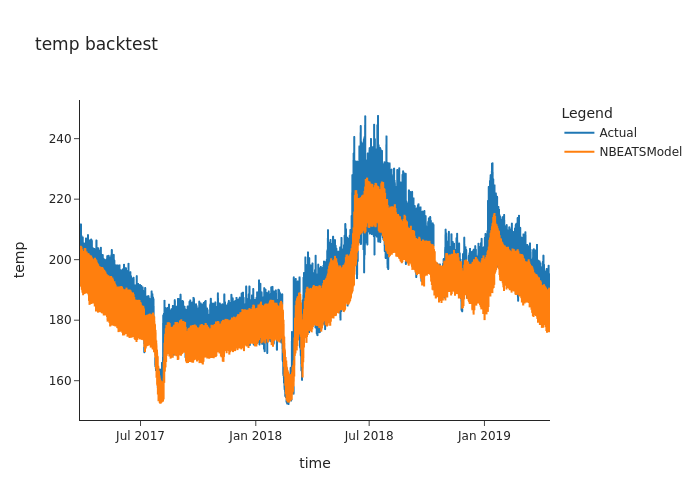 temp backtest
Legend
Actual
NBEATSModel
240
220
200
180
160
temp
Jul 2017
Jan 2018
Jul 2018
Jan 2019
time